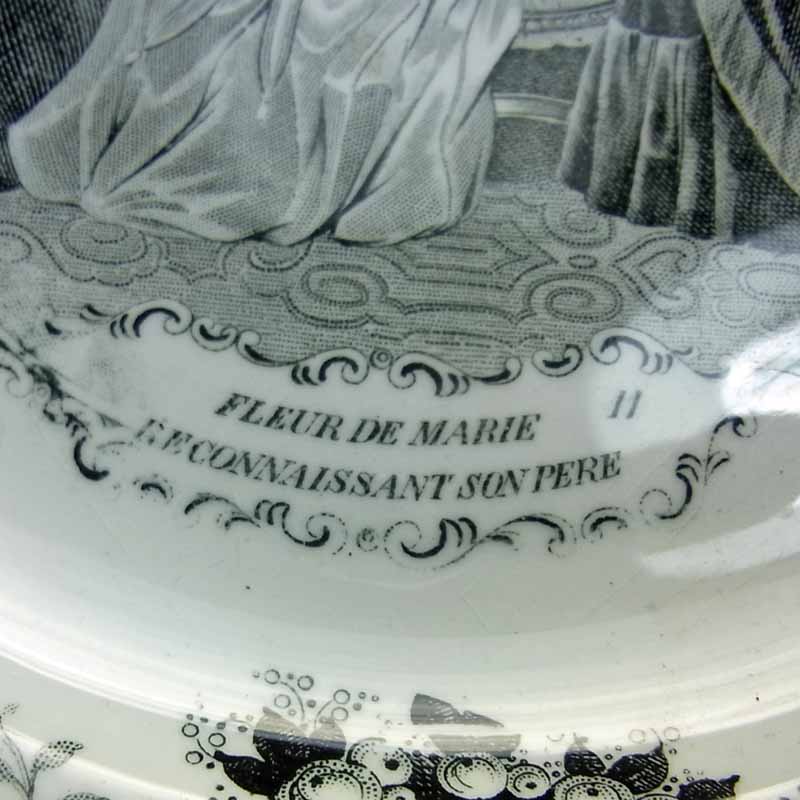 FLEUR DE MARIE 11
RECONNAISSANT SON PERE